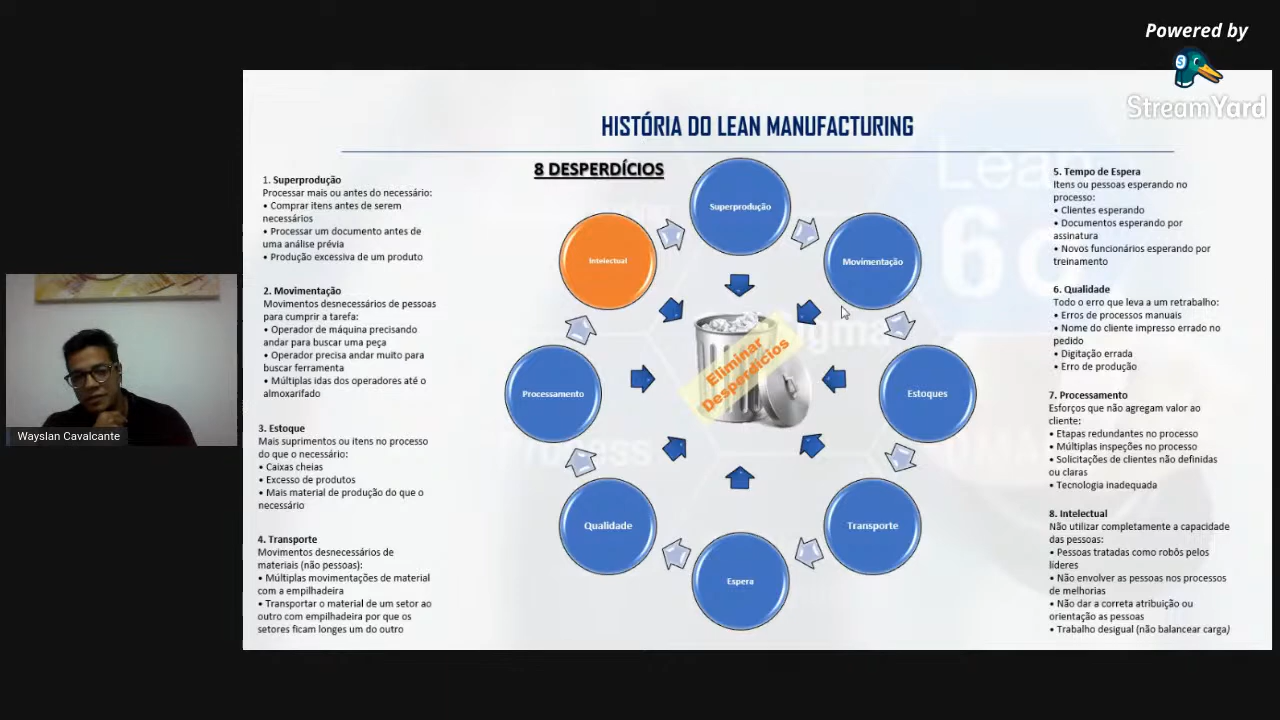 Powered by
StreamYard
HISTÓRIA DO LEAN MANUFACTURING
8 DESPERDÍCIOS
1. Superprodução
Processar mais ou antes do necessário:
• Comprar itens antes de serem
necessários
• Processar um documento antes de
uma análise prévia
• Produção excessiva de um produto
2. Movimentação
Movimentos desnecessários de pessoas
para cumprir a tarefa:
• Operador de máquina precisando
andar para buscar uma peça
• Operador precisa andar muito para
buscar ferramenta
• Múltiplas idas dos operadores até o
almoxarifado
3. Estoque
Mais suprimentos ou itens no processo
do que o necessário:
• Caixas cheias
• Excesso de produtos
• Mais material de produção do que o
necessário
4. Transporte
Movimentos desnecessários de
materiais (não pessoas):
• Múltiplas movimentações de material
com a empilhadeira
• Transportar o material de um setor ao
outro com empilhadeira por que os
setores ficam longes um do outro
Superprodução
Movimentação
Estoques
Transporte
Espera
Qualidade
Processamento
Intelectual
Eliminar
Desperdícios
5. Tempo de Espera
Itens ou pessoas esperando no
processo:
• Clientes esperando
• Documentos esperando por
assinatura
• Novos funcionários esperando por
treinamento
6. Qualidade
Todo o erro que leva a um retrabalho:
• Erros de processos manuais
• Nome do cliente impresso errado no
pedido
• Digitação errada
• Erro de produção
7. Processamento
Esforços que não agregam valor ao
cliente:
• Etapas redundantes no processo
• Múltiplas inspeções no processo
• Solicitações de clientes não definidas
ou claras
• Tecnologia inadequada
8. Intelectual
Não utilizar completamente a capacidade
das pessoas:
• Pessoas tratadas como robôs pelos
líderes
• Não envolver as pessoas nos processos
de melhorias
• Não dar a correta atribuição ou
orientação as pessoas
• Trabalho desigual (não balancear carga)
Wayslan Cavalcante
Lean
6σ
Sigma
Process